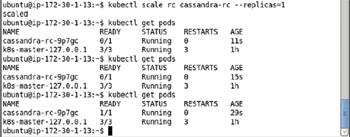 ubuntu@ip-172-30-1-13:~$ kubectl scale rc cassandra-rc --replicas=1
scaled
ubuntu@ip-172-30-1-13:~$ kubectl get pods
NAME READY STATUS RESTARTS AGE
cassandra-rc-9p7gc 0/1 Running 0 11s
k8s-master-127.0.0.1 3/3 Running 3 1h
ubuntu@ip-172-30-1-13:~$ kubectl get pods
NAME READY STATUS RESTARTS AGE
cassandra-rc-9p7gc 0/1 Running 0 15s
k8s-master-127.0.0.1 3/3 Running 3 1h
ubuntu@ip-172-30-1-13:~$ kubectl get pods
NAME READY STATUS RESTARTS AGE
cassandra-rc-9p7gc 1/1 Running 0 29s
k8s-master-127.0.0.1 3/3 Running 3 1h
ubuntu@ip-172-30-1-13:~$